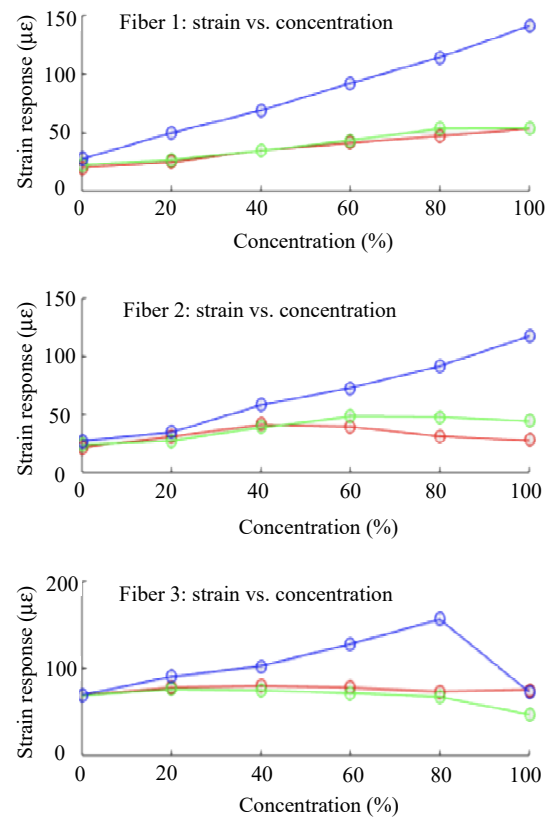 Fiber 1: strain vs. concentration
Strain response (με)
150
100
50
0
0 20 40 60 80 100
Concentration (%)
Fiber 2: strain vs. concentration
Strain response (με)
150
100
50
0
0 20 40 60 80 100
Concentration (%)
Fiber 3: strain vs. concentration
Strain response (με)
200
100
0
0 20 40 60 80 100
Concentration (%)